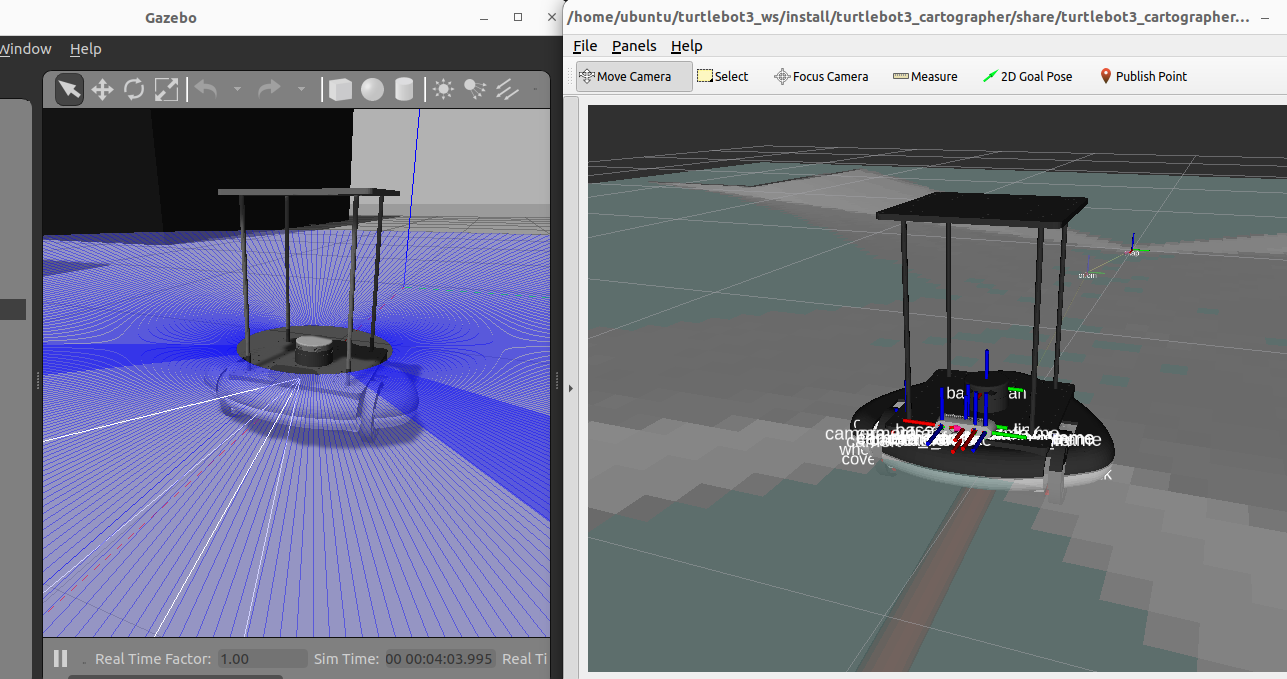 Gazebo
Window Help
Real Time Factor: 1.00 Sim Time: 00 00:04:03.995 Real Ti
/home/ubuntu/turtlebot3_ws/install/turtlebot3_cartographer/share/turtlebot3_cartographer...
File Panels Help
Move Camera Select Focus Camera Measure 2D Goal Pose Publish Point
map